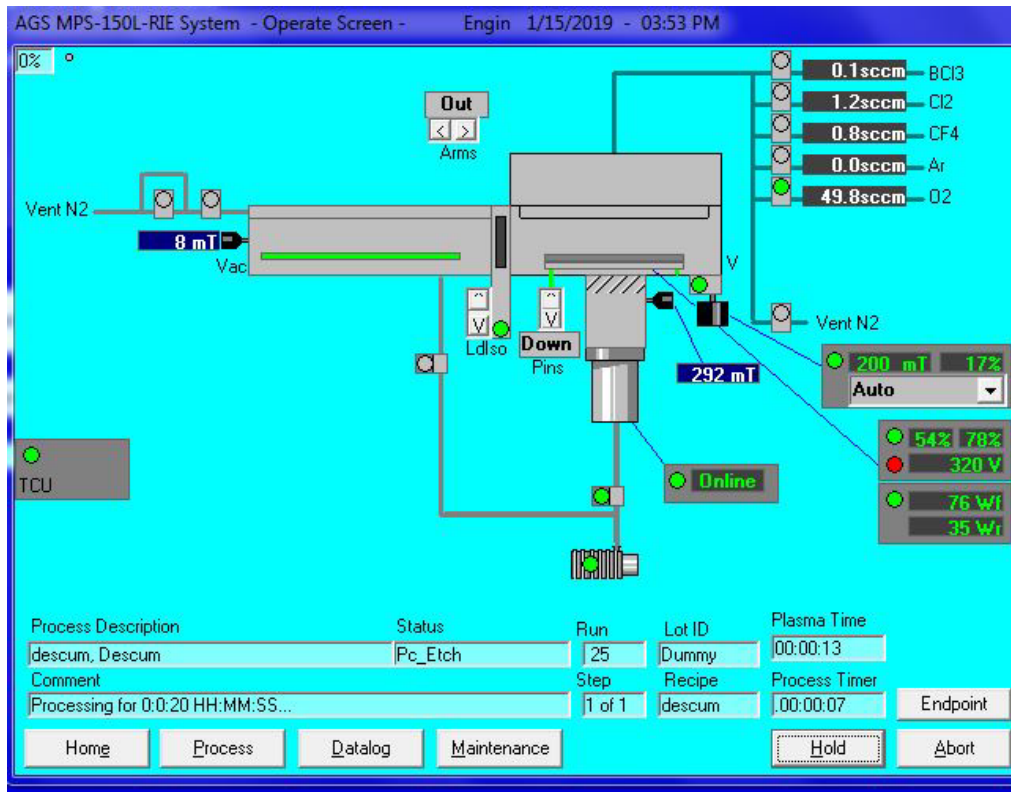 AGS MPS-150L-RIE System - Operate Screen - Engin 1/15/2019 - 03:53 PM
0%
0.1sccm BCl3
Out
< >
Arms
1.2sccm Cl2
0.8sccm CF4
0.0sccm Ar
49.8sccm O2
Vent N2
8 mT
Vac
V
^
V
LdIso
^
V
Down
Pins
Vent N2
292 mT
200 mT 17%
Auto
54% 78%
320 V
TCU
Online
76 Wf
35 Wr
Process Description Status Run Lot ID Plasma Time
descum, Descum Pc_Etch 25 Dummy 00:00:13
Comment Step Recipe Process Timer
Processing for 0:0:20 HH:MM:SS... 1 of 1 descum .00:00:07 Endpoint
Home Process Datalog Maintenance Hold Abort